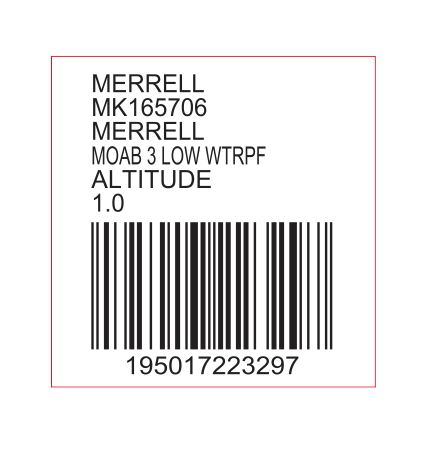 MERRELL
MK165706
MERRELL
MOAB 3 LOW WTRPF
ALTITUDE
1.0
195017223297